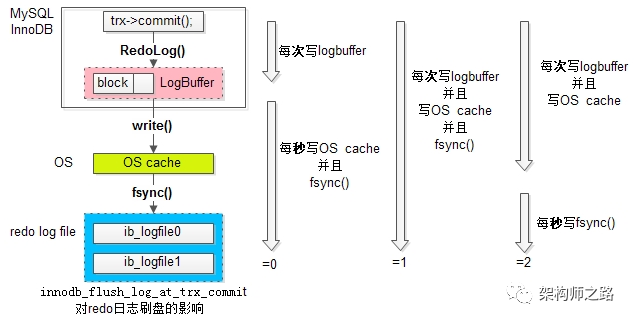 MySQL
InnoDB
trx->commit();
RedoLog()
block
LogBuffer
write()
OS
OS cache
fsync()
redo log file
ib_logfile0
ib_logfile1
innodb_flush_log_at_trx_commit
对redo日志刷盘的影响
每次写logbuffer
每秒写OS cache
并且
fsync()
=0
每次写logbuffer
并且
写OS cache
并且
fsync()
=1
每次写logbuffer
并且
写OS cache
每秒写fsync()
=2
架构师之路